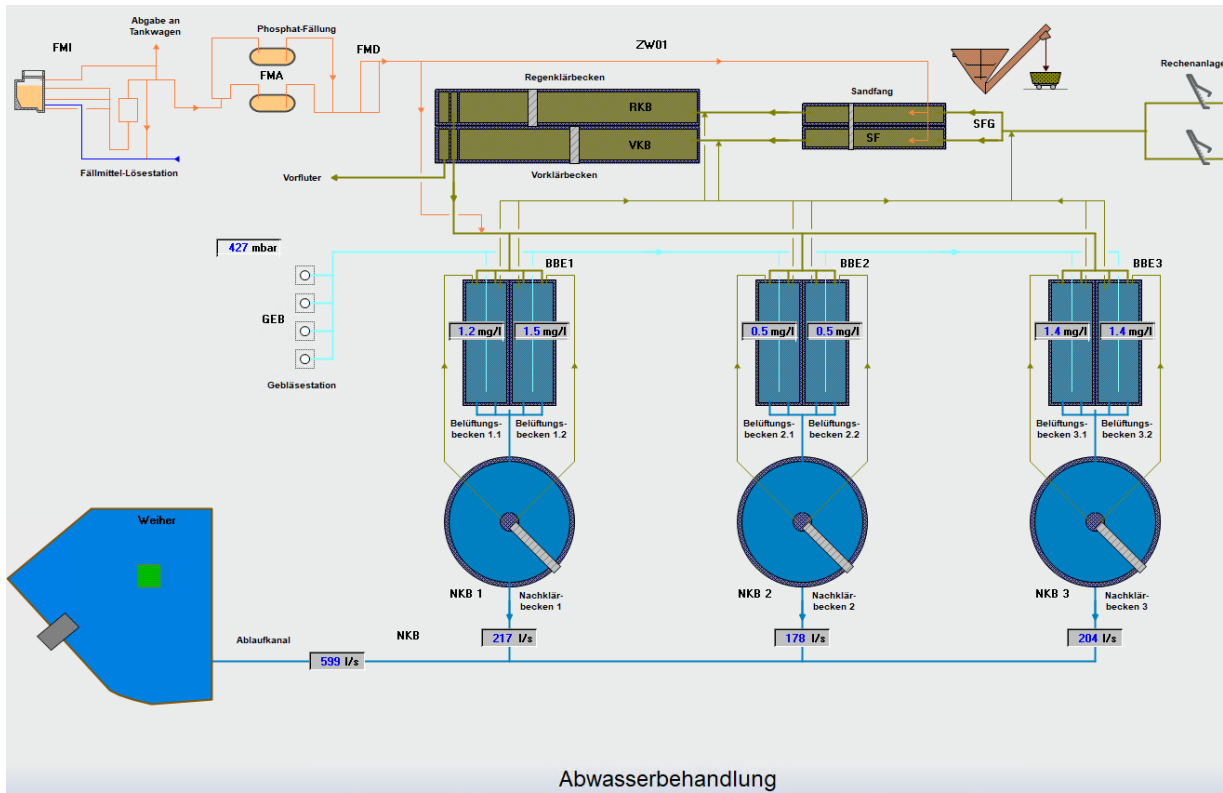 Abgabe an
Tankwagen
Phosphat-Fällung
FMI
FMD
ZW01
FMA
Rechenanlage
Regenklärbecken
Sandfang
RKB
SFG
SF
VKB
Fällmittel-Lösestation
Vorfluter
Vorklärbecken
427 mbar
BBE1
BBE2
BBE3
GEB
1.2 mg/l
1.5 mg/l
0.5 mg/l
0.5 mg/l
1.4 mg/l
1.4 mg/l
Gebläsestation
Belüftungs-
becken 1.1
Belüftungs-
becken 1.2
Belüftungs-
becken 2.1
Belüftungs-
becken 2.2
Belüftungs-
becken 3.1
Belüftungs-
becken 3.2
Weiher
NKB 1
Nachklär-
becken 1
NKB 2
Nachklär-
becken 2
NKB 3
Nachklär-
becken 3
Ablaufkanal
NKB
217 l/s
178 l/s
204 l/s
599 l/s
Abwasserbehandlung